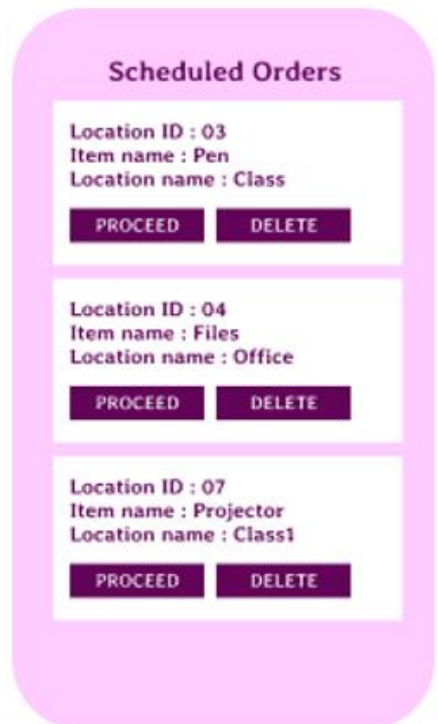 Scheduled Orders
Location ID : 03
Item name : Pen
Location name : Class
PROCEED DELETE
Location ID : 04
Item name : Files
Location name : Office
PROCEED DELETE
Location ID : 07
Item name : Projector
Location name : Class1
PROCEED DELETE